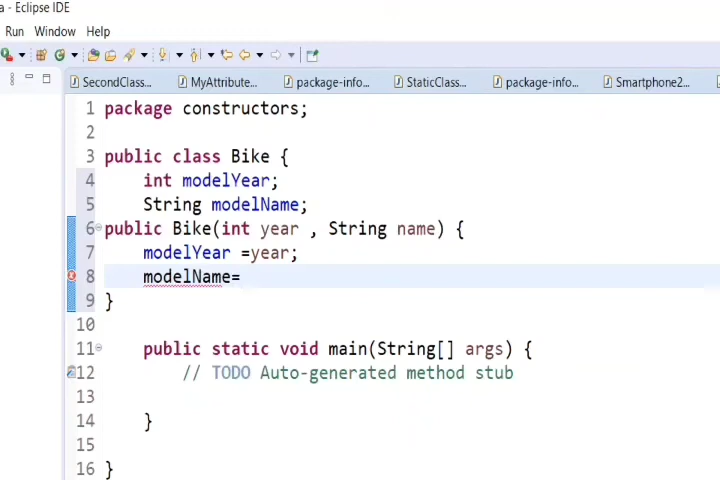 a - Eclipse IDE
Run Window Help
SecondClass... MyAttribute... package-info... StaticClass... package-info... Smartphone2...
1 package constructors;
2
3 public class Bike {
4 int modelYear;
5 String modelName;
6 public Bike(int year , String name) {
7 modelYear =year;
8 modelName=
9 }
10
11 public static void main(String[] args) {
12 // TODO Auto-generated method stub
13
14 }
15
16 }